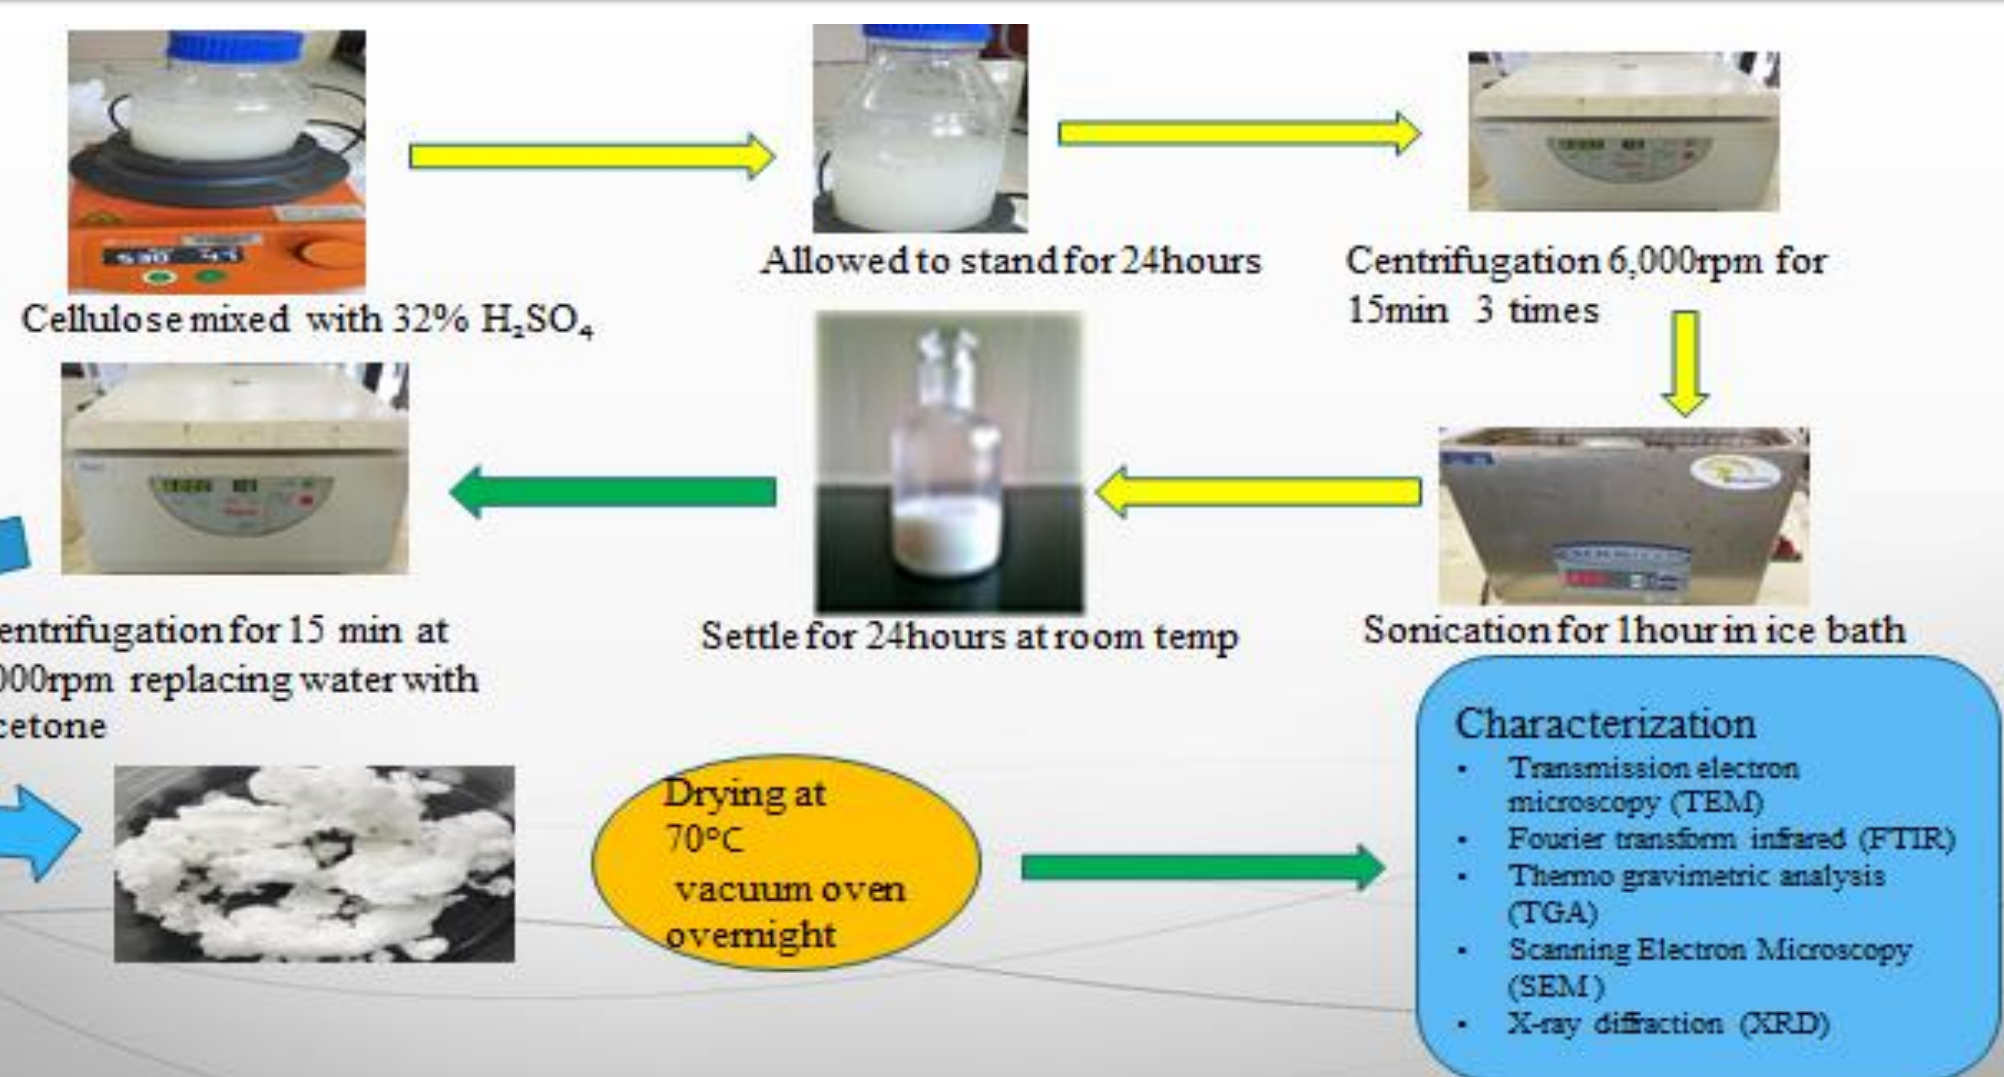 Allowed to stand for 24hours
Centrifugation 6,000rpm for
15min 3 times
Cellulose mixed with 32% H₂SO₄
Settle for 24hours at room temp
Sonication for 1hour in ice bath
entrifugation for 15 min at
000rpm replacing water with
cetone
Drying at
70°C
vacuum oven
overnight
Characterization
• Transmission electron
microscopy (TEM)
• Fourier transform infrared (FTIR)
• Thermo gravimetric analysis
(TGA)
• Scanning Electron Microscopy
(SEM)
• X-ray diffraction (XRD)